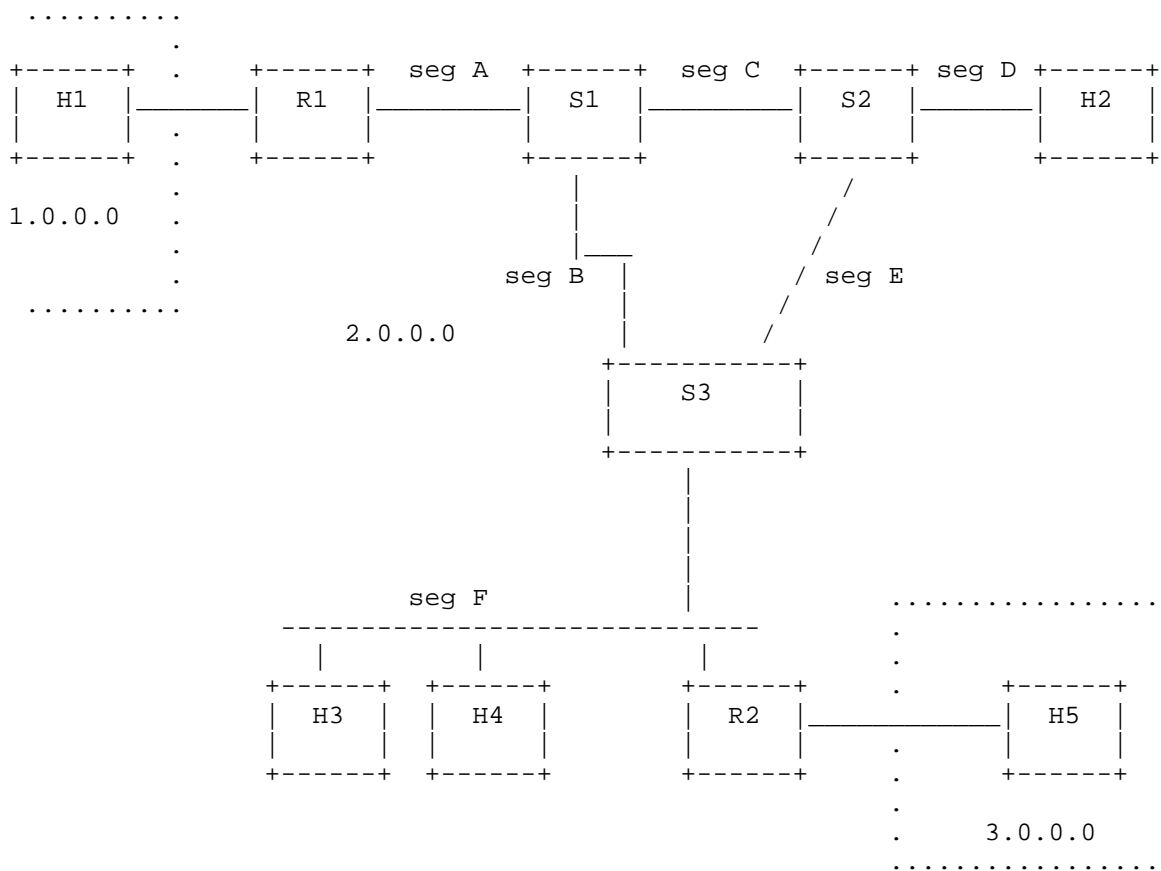 seg A seg C seg D
H1 R1 S1 S2 H2
1.0.0.0
seg B seg E
2.0.0.0
S3
seg F
H3 H4 R2 H5
3.0.0.0